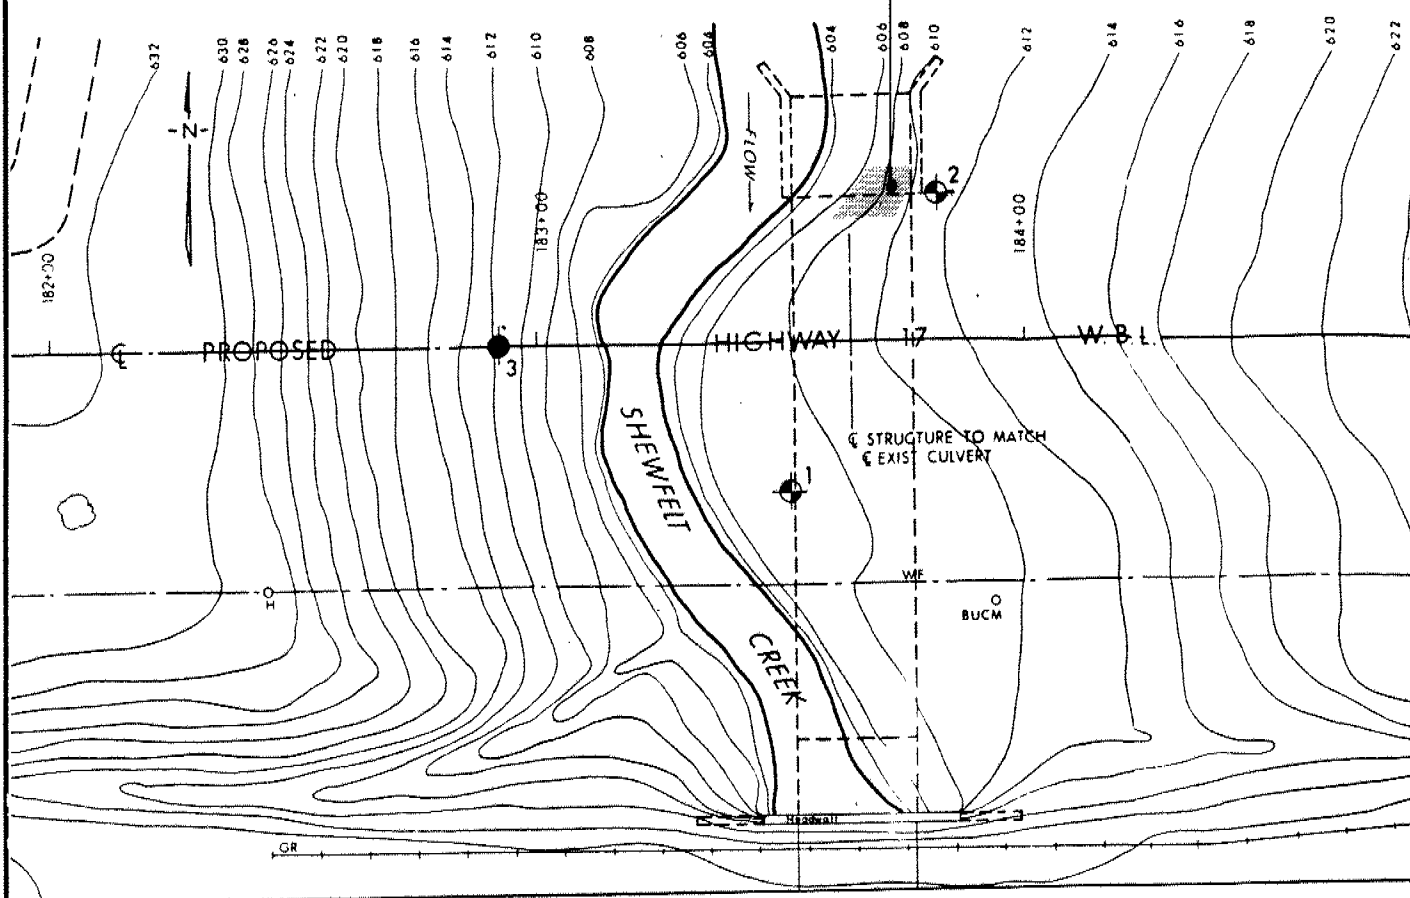 632
630
628
626
624
622
620
618
616
614
612
610
608
606
604
604
606
608
610
612
614
616
618
620
622
-N-
FLOW
2
182+00
183+00
184+00
℄ PROPOSED HIGHWAY 17 W.B.L.
3
SHEWFELT
℄ STRUCTURE TO MATCH
℄ EXIST CULVERT
1
WF
H
BUCM
CREEK
Headwall
GR